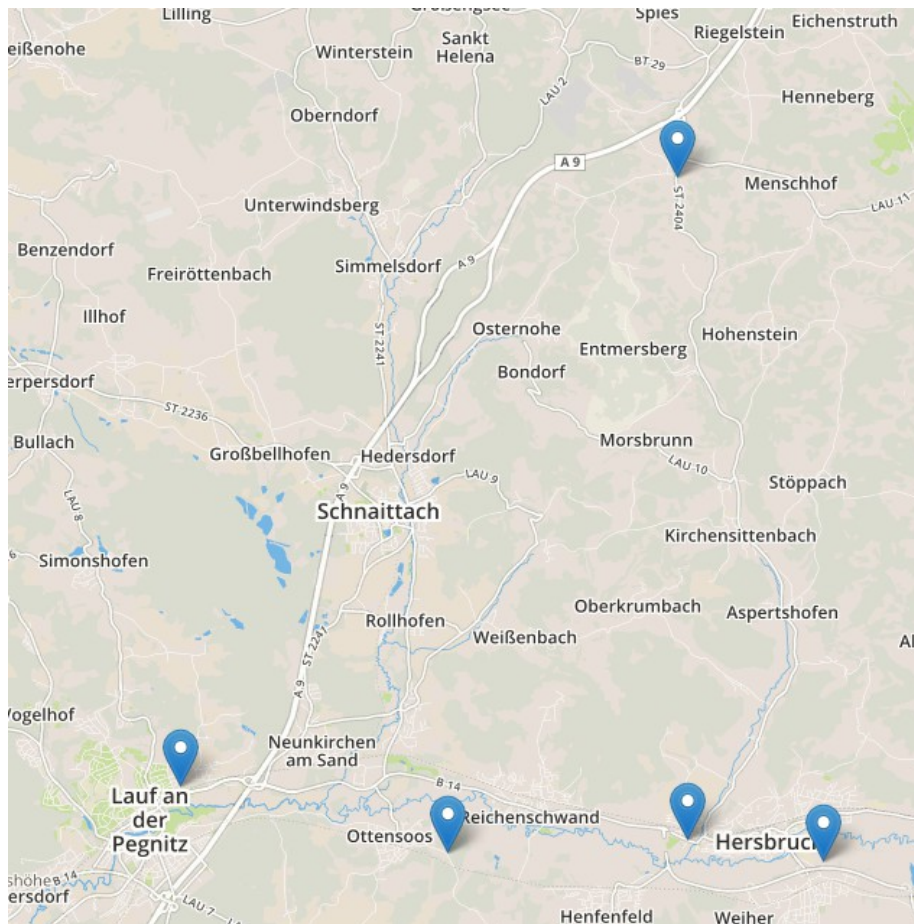 Lilling
Spies
Eichenstruth
Riegelstein
Sankt
Helena
Winterstein
BT 29
LAU 2
Henneberg
Oberndorf
A 9
Menschhof
ST 2404
LAU 11
Unterwindsberg
Benzendorf
Simmelsdorf
A 9
Freiröttenbach
Illhof
ST 2241
Osternohe
Hohenstein
Entmersberg
Bondorf
erpersdorf
ST 2236
Bullach
Morsbrunn
Großbellhofen
Hedersdorf
LAU 10
LAU 9
Stöppach
A 9
LAU 8
Schnaittach
Kirchensittenbach
6
Simonshofen
Oberkrumbach
Aspertshofen
Rollhofen
Weißenbach
ST 2241
A 9
Vogelhof
Neunkirchen
am Sand
B 14
Lauf an
der
Pegnitz
Reichenschwand
Ottensoos
Hersbruc
B 14
ersdorf
LAU 7
Henfenfeld
Weiher